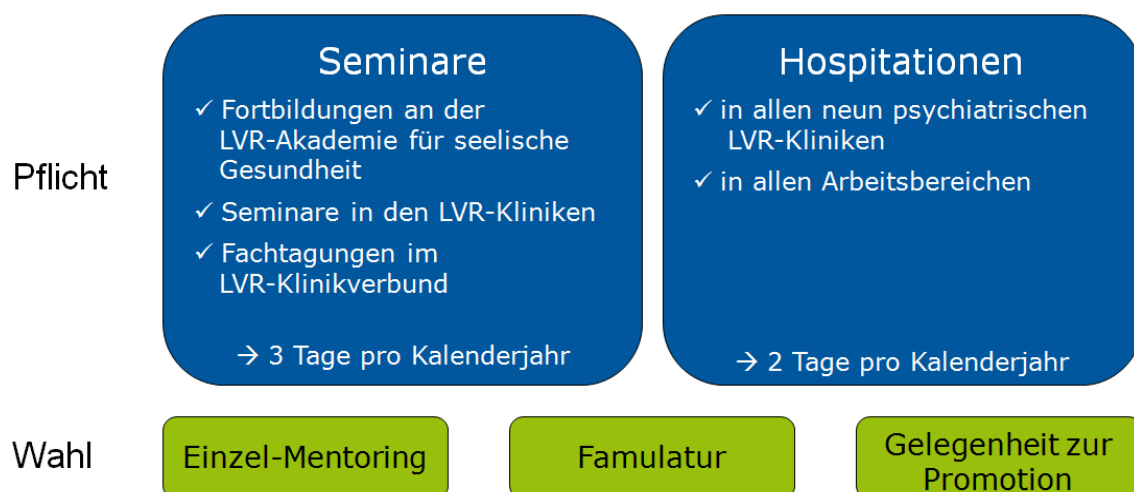 Pflicht
Seminare
✓ Fortbildungen an der
LVR-Akademie für seelische
Gesundheit
✓ Seminare in den LVR-Kliniken
✓ Fachtagungen im
LVR-Klinikverbund
→ 3 Tage pro Kalenderjahr
Hospitationen
✓ in allen neun psychiatrischen
LVR-Kliniken
✓ in allen Arbeitsbereichen
→ 2 Tage pro Kalenderjahr
Wahl
Einzel-Mentoring
Famulatur
Gelegenheit zur
Promotion